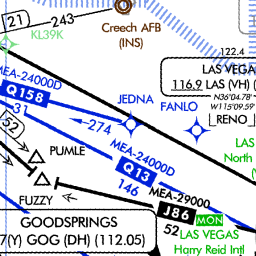 21
243
Creech AFB
(INS)
KL39K
122.4
LAS VEGA
116.9 LAS (VH) (
N36°04.78'
W115°09.59'
RENO
MEA-24000D
Q158
31
JEDNA
FANLO
274
52
PUMLE
MEA-24000D
Q13
146
LAS
North
(V
FUZZY
MEA-29000
J86
52
MON
LAS VEGAS
Harry Reid Intl
GOODSPRINGS
7(Y) GOG (DH) (112.05)